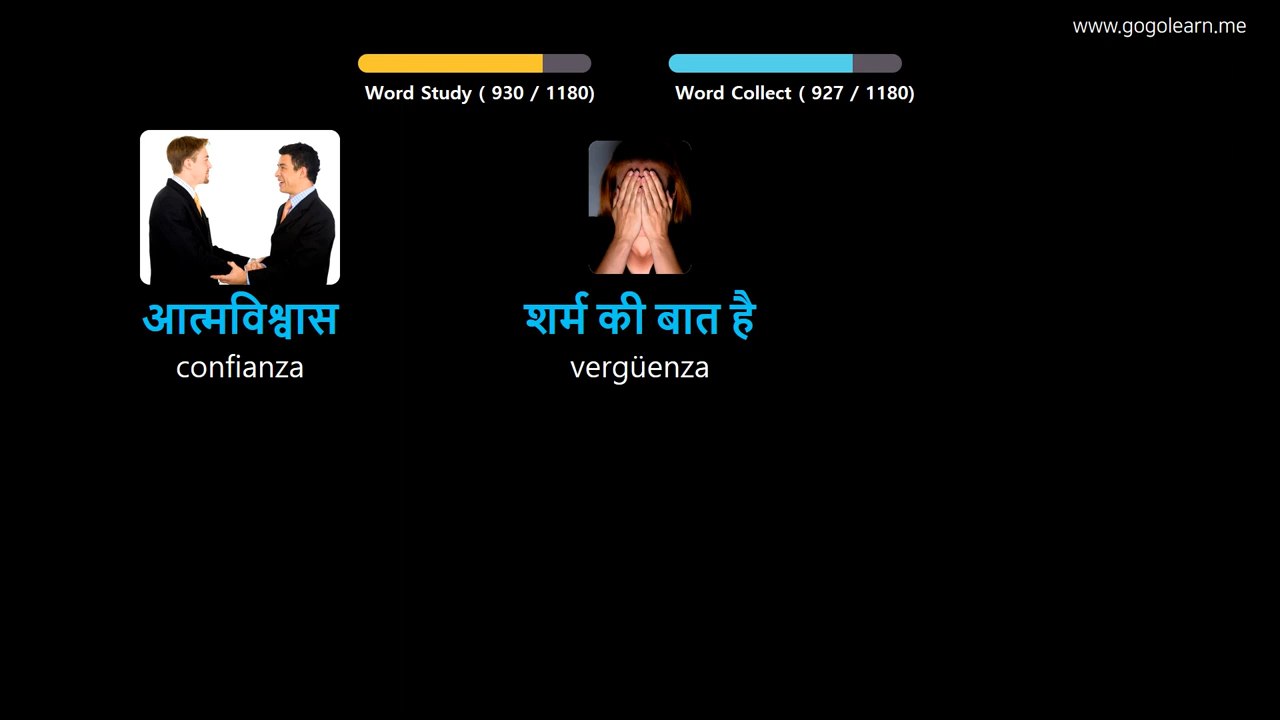 www.gogolearn.me
Word Study ( 930 / 1180)
Word Collect ( 927 / 1180)
आत्मविश्वास
शर्म की बात है
confianza
vergüenza